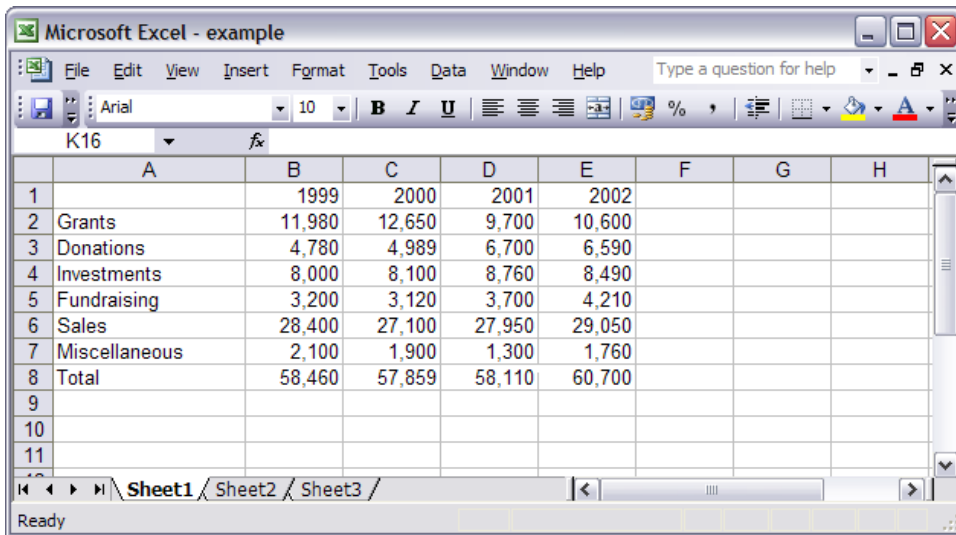 Microsoft Excel - example
File Edit View Insert Format Tools Data Window Help Type a question for help
Arial 10 B I U % , A
K16 fx
A B C D E F G H
1 1999 2000 2001 2002
2 Grants 11,980 12,650 9,700 10,600
3 Donations 4,780 4,989 6,700 6,590
4 Investments 8,000 8,100 8,760 8,490
5 Fundraising 3,200 3,120 3,700 4,210
6 Sales 28,400 27,100 27,950 29,050
7 Miscellaneous 2,100 1,900 1,300 1,760
8 Total 58,460 57,859 58,110 60,700
9
10
11
Sheet1 Sheet2 Sheet3
Ready